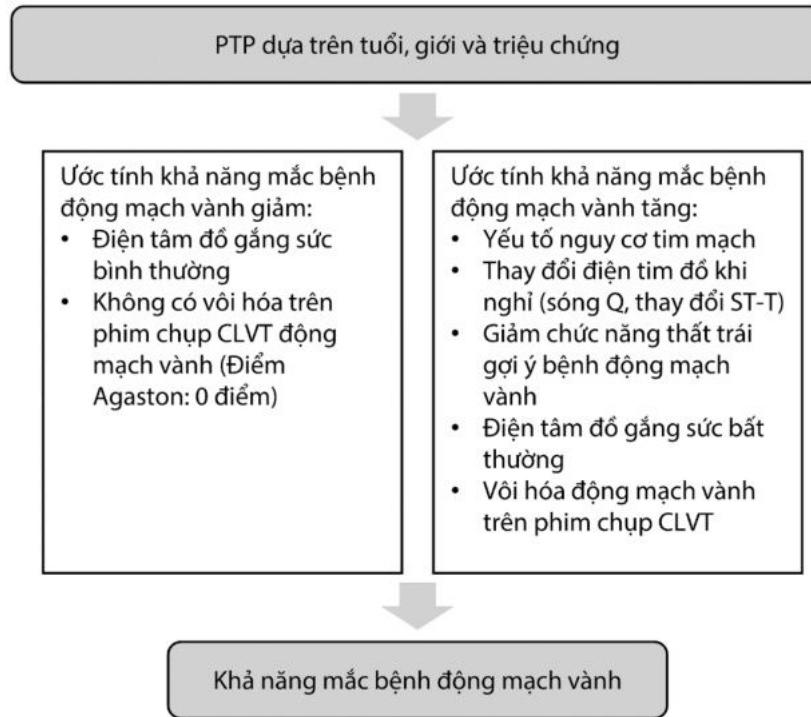 PTP dựa trên tuổi, giới và triệu chứng
Ước tính khả năng mắc bệnh
động mạch vành giảm:
• Điện tâm đồ gắng sức
bình thường
• Không có vôi hóa trên
phim chụp CLVT động
mạch vành (Điểm
Agaston: 0 điểm)
Ước tính khả năng mắc bệnh
động mạch vành tăng:
• Yếu tố nguy cơ tim mạch
• Thay đổi điện tim đồ khi
nghỉ (sóng Q, thay đổi ST-T)
• Giảm chức năng thất trái
gợi ý bệnh động mạch
vành
• Điện tâm đồ gắng sức bất
thường
• Vôi hóa động mạch vành
trên phim chụp CLVT
Khả năng mắc bệnh động mạch vành